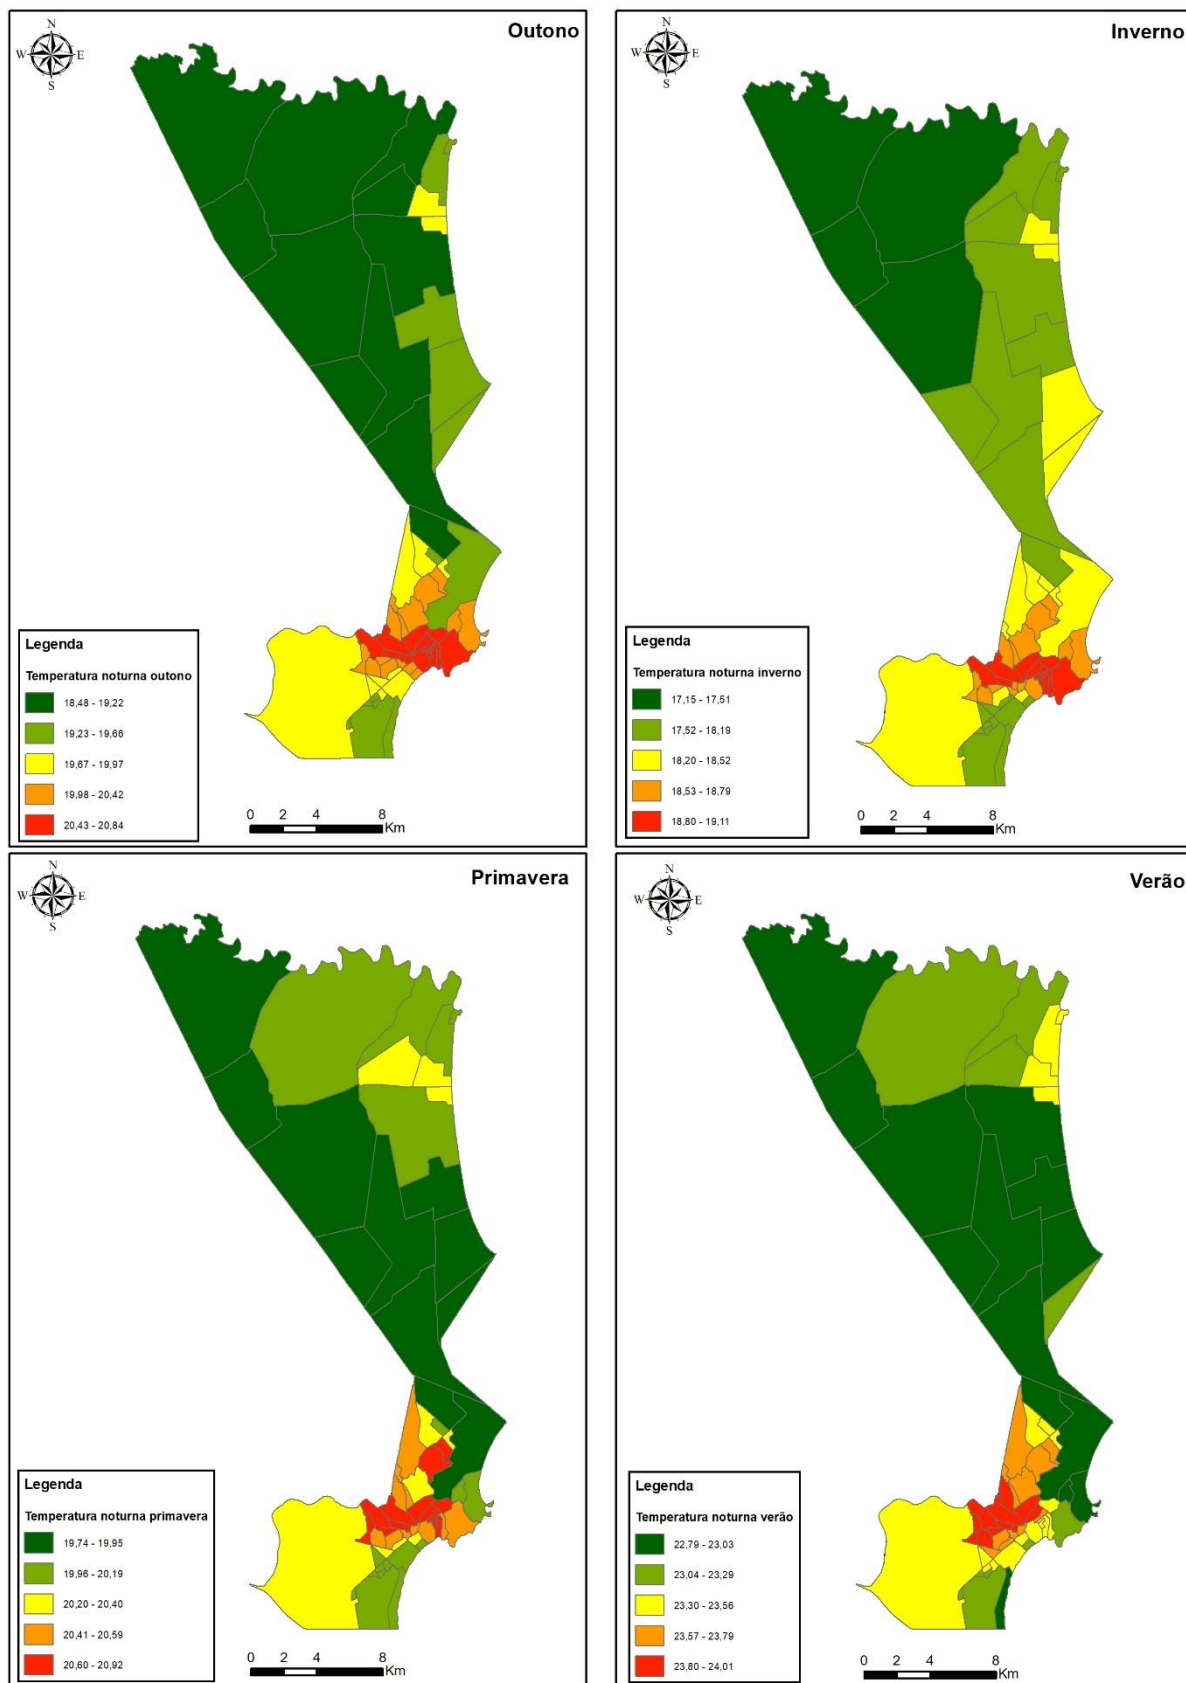 Outono
N
W E
S
Legenda
Temperatura noturna outono
18,48 - 19,22
19,23 - 19,66
19,67 - 19,97
19,98 - 20,42
20,43 - 20,84
0 2 4 8
Km
Inverno
N
W E
S
Legenda
Temperatura noturna inverno
17,15 - 17,51
17,52 - 18,19
18,20 - 18,52
18,53 - 18,79
18,80 - 19,11
0 2 4 8
Km
Primavera
N
W E
S
Legenda
Temperatura noturna primavera
19,74 - 19,95
19,96 - 20,19
20,20 - 20,40
20,41 - 20,59
20,60 - 20,92
0 2 4 8
Km
Verão
N
W E
S
Legenda
Temperatura noturna verão
22,79 - 23,03
23,04 - 23,29
23,30 - 23,56
23,57 - 23,79
23,80 - 24,01
0 2 4 8
Km